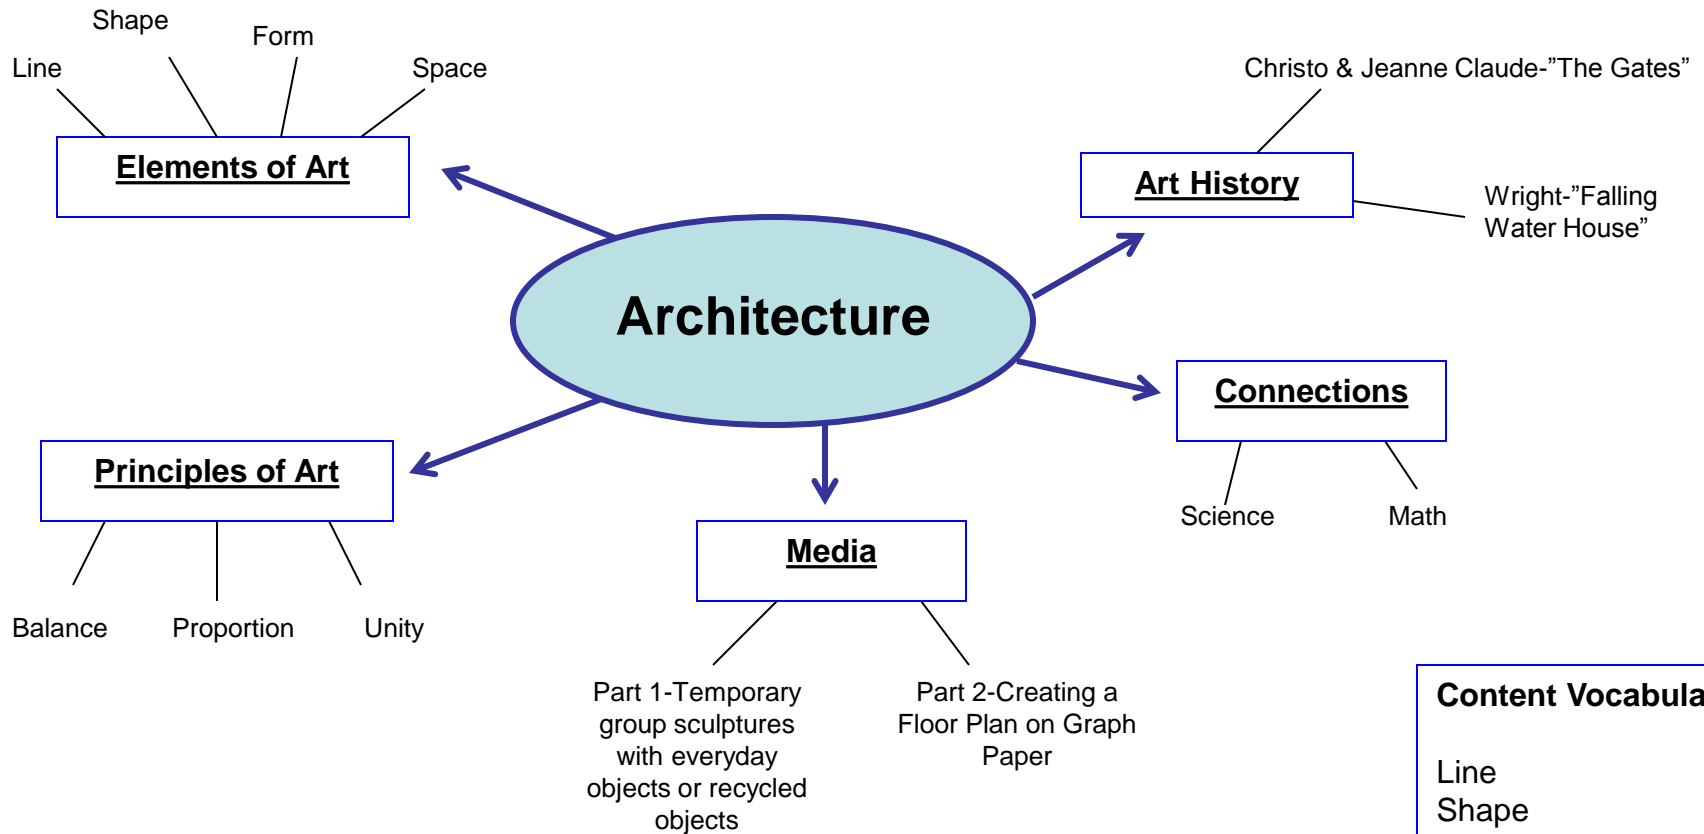 Shape
Form
Line
Space
Elements of Art
Christo & Jeanne Claude-”The Gates”
Art History
Wright-”Falling
Water House”
Architecture
Connections
Science
Math
Principles of Art
Balance
Proportion
Unity
Media
Part 1-Temporary
group sculptures
with everyday
objects or recycled
objects
Part 2-Creating a
Floor Plan on Graph
Paper
Content Vocabula
Line
Shape